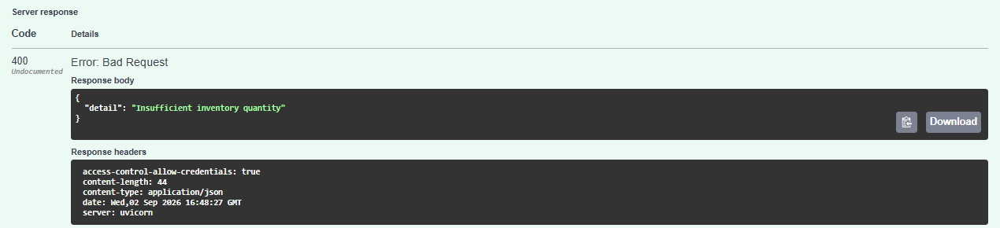 Server response
Code Details
400 Error: Bad Request
Undocumented
Response body
{
  "detail": "Insufficient inventory quantity"
}
Download
Response headers
access-control-allow-credentials: true
content-length: 44
content-type: application/json
date: Wed,02 Sep 2026 16:48:27 GMT
server: uvicorn